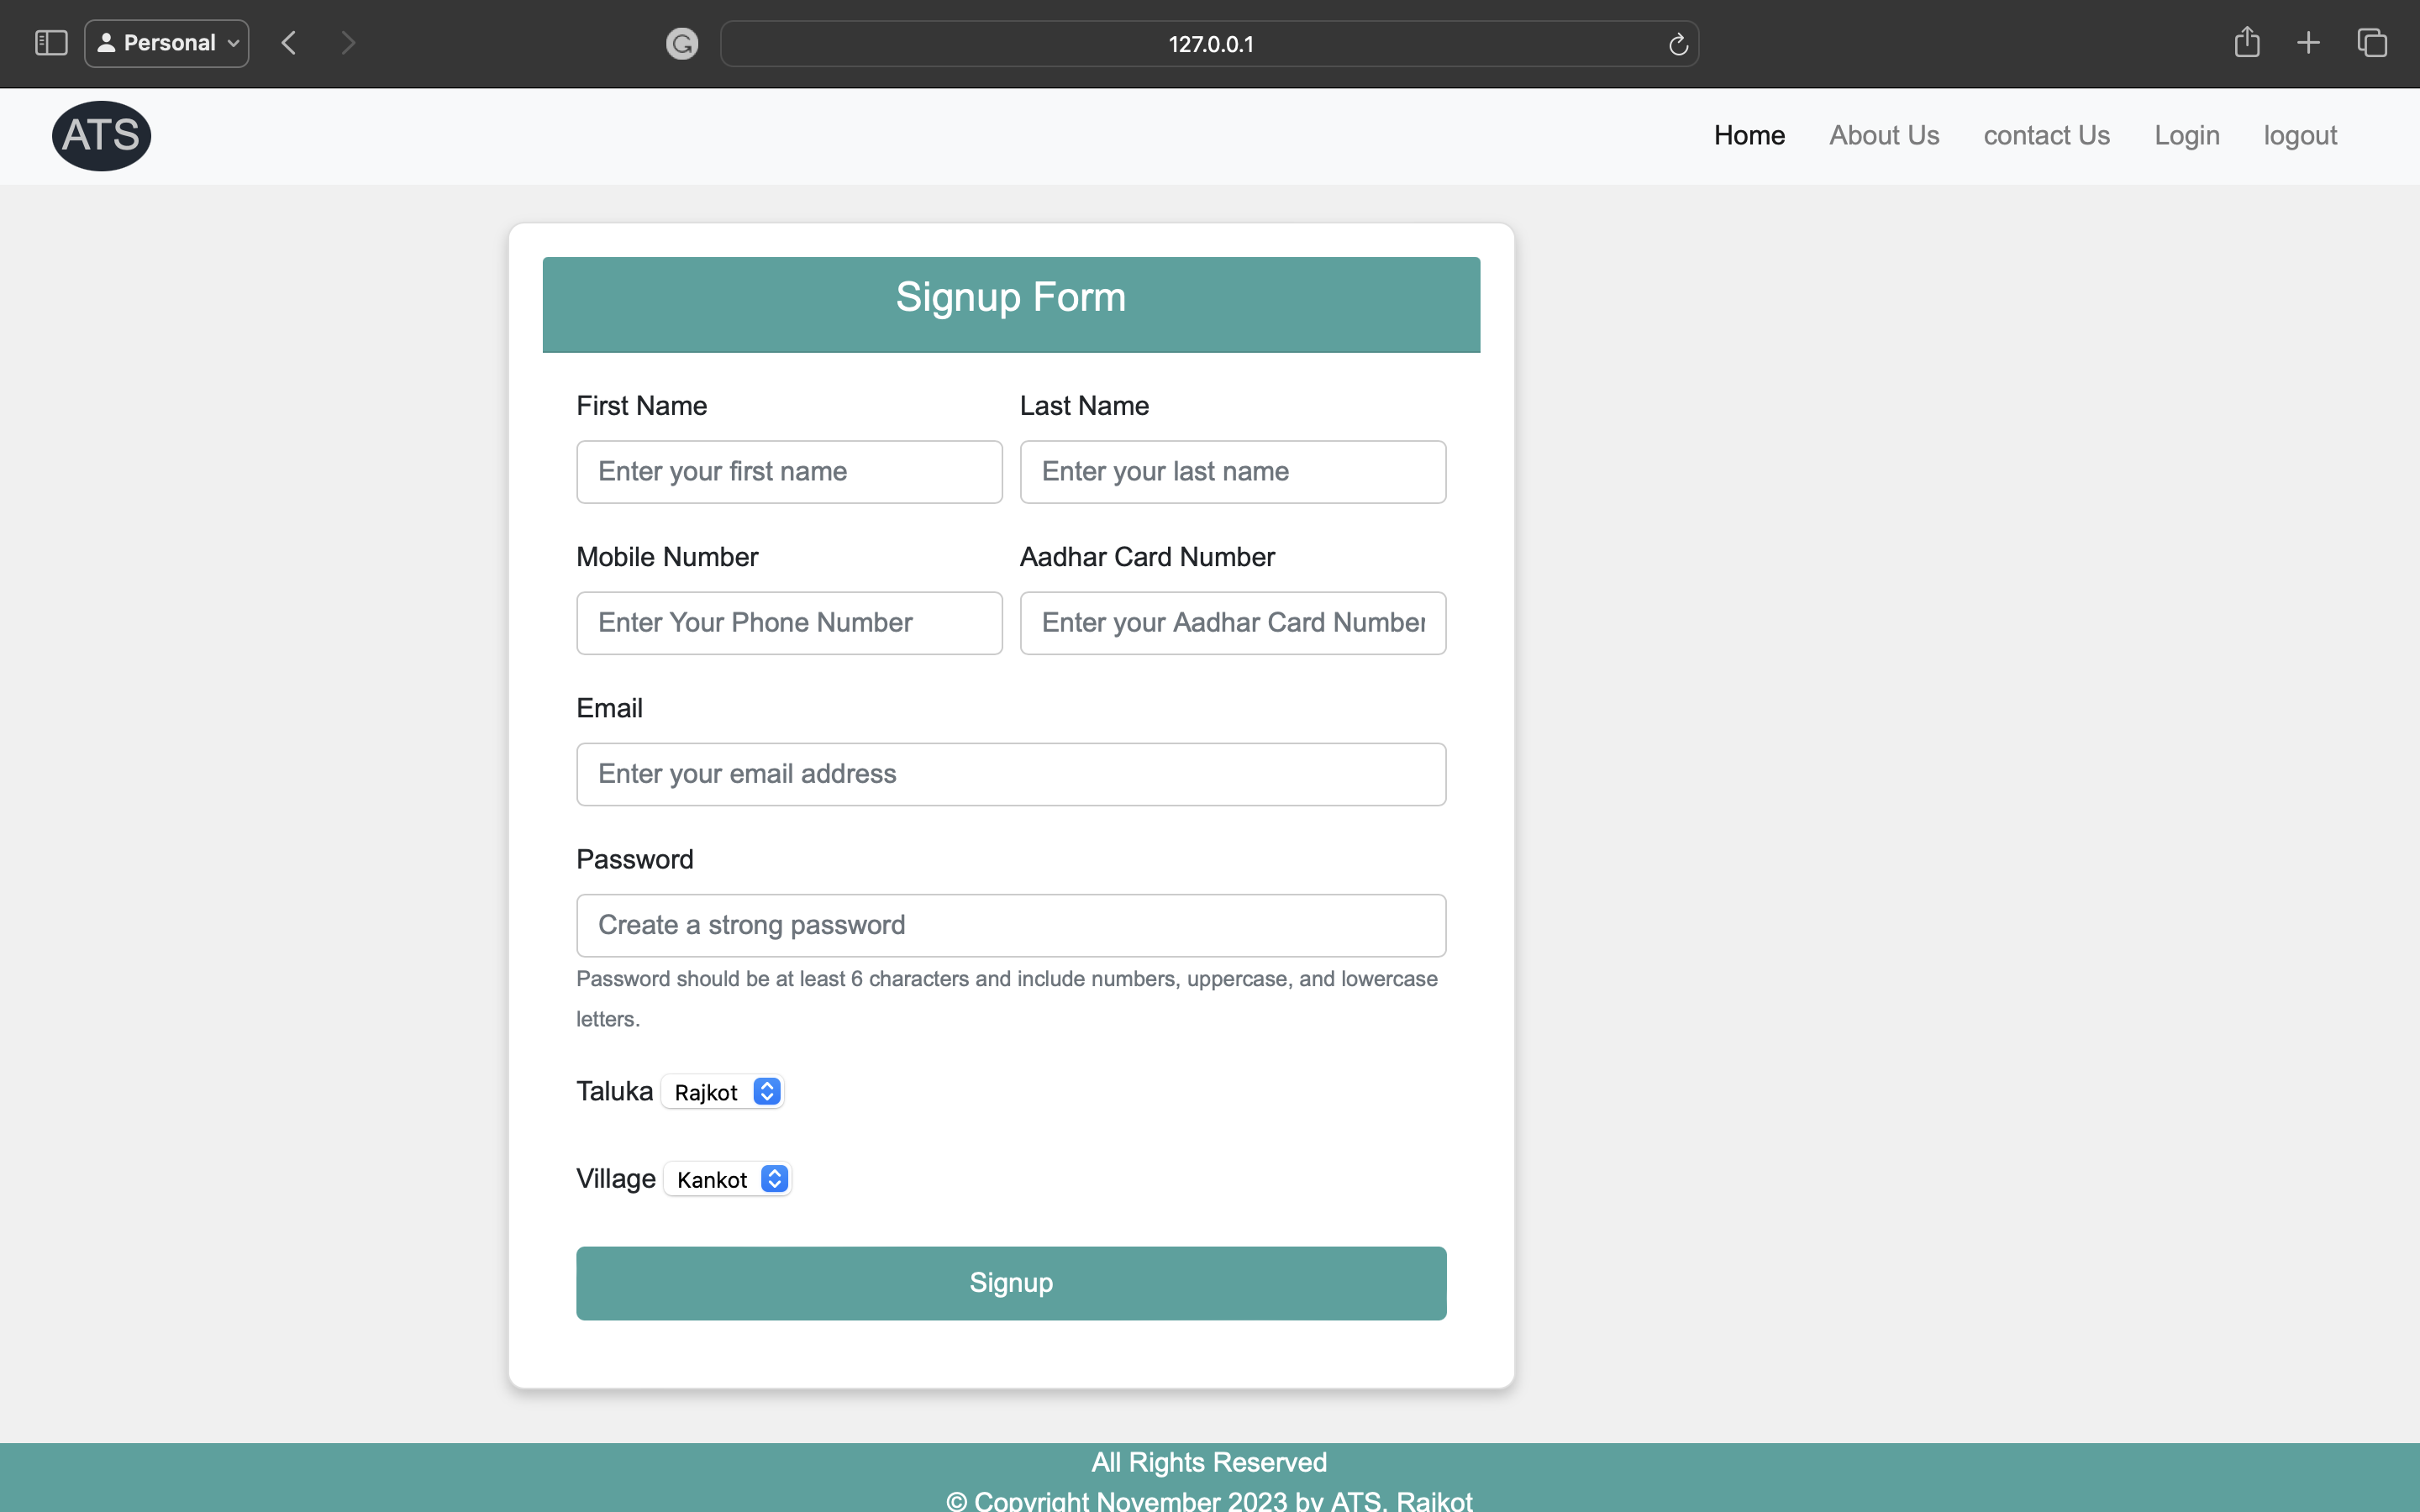 Personal
127.0.0.1
ATS
Home About Us contact Us Login logout
Signup Form
First Name Last Name
Enter your first name Enter your last name
Mobile Number Aadhar Card Number
Enter Your Phone Number Enter your Aadhar Card Number
Email
Enter your email address
Password
Create a strong password
Password should be at least 6 characters and include numbers, uppercase, and lowercase
letters.
Taluka Rajkot
Village Kankot
Signup
All Rights Reserved
© Copyright November 2023 by ATS, Rajkot